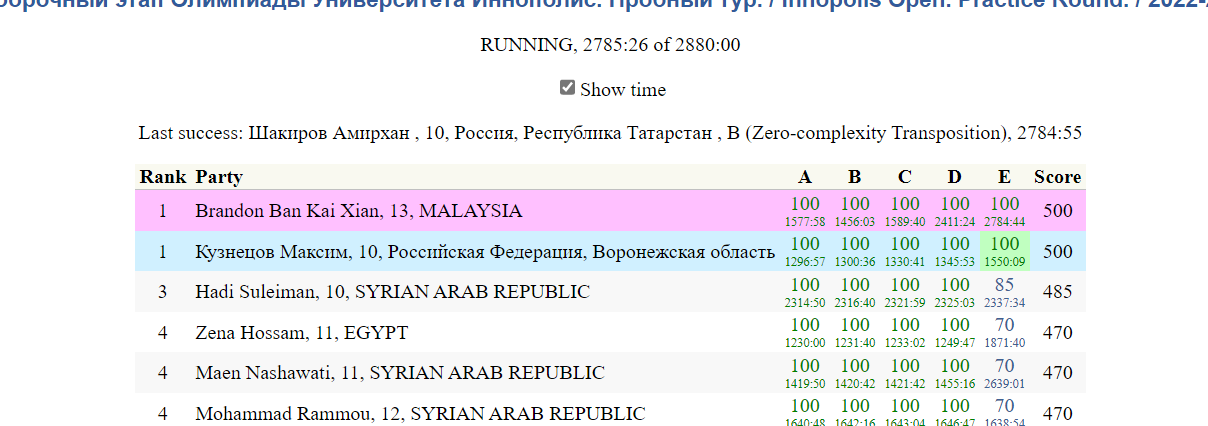 борочный этап Олимпиады Университета Иннополис. Пробный тур. / Innopolis Open. Practice Round. / 2022-2
RUNNING, 2785:26 of 2880:00
Show time
Last success: Шакиров Амирхан , 10, Россия, Республика Татарстан , B (Zero-complexity Transposition), 2784:55
Rank Party A B C D E Score
1 Brandon Ban Kai Xian, 13, MALAYSIA 100 100 100 100 100 500
1577:58 1456:03 1589:40 2411:24 2784:44
1 Кузнецов Максим, 10, Российская Федерация, Воронежская область 100 100 100 100 100 500
1296:57 1300:36 1330:41 1345:53 1550:09
3 Hadi Suleiman, 10, SYRIAN ARAB REPUBLIC 100 100 100 100 85 485
2314:50 2316:40 2321:59 2325:03 2337:34
4 Zena Hossam, 11, EGYPT 100 100 100 100 70 470
1230:00 1231:40 1233:02 1249:47 1871:40
4 Maen Nashawati, 11, SYRIAN ARAB REPUBLIC 100 100 100 100 70 470
1419:50 1420:42 1421:42 1455:16 2639:01
4 Mohammad Rammou, 12, SYRIAN ARAB REPUBLIC 100 100 100 100 70 470
1640:48 1642:16 1643:04 1646:47 1638:54